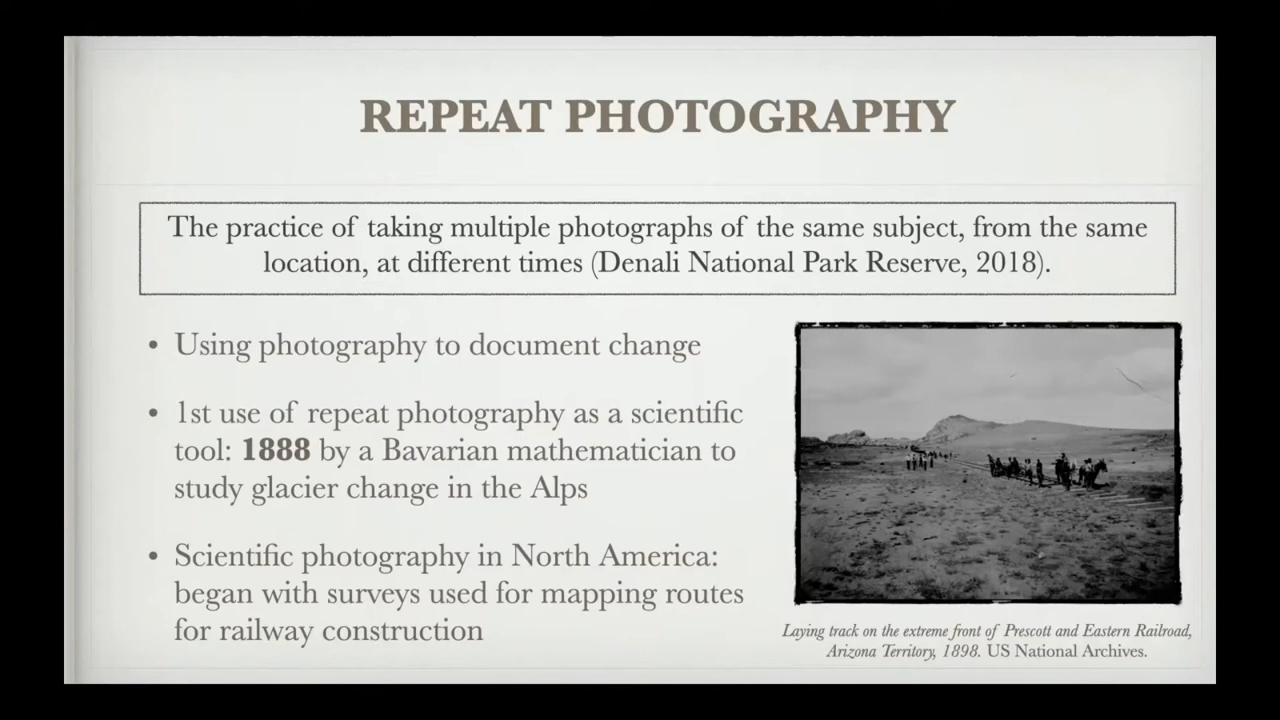 REPEAT PHOTOGRAPHY
The practice of taking multiple photographs of the same subject, from the same
location, at different times (Denali National Park Reserve, 2018).
• Using photography to document change
• 1st use of repeat photography as a scientific
tool: 1888 by a Bavarian mathematician to
study glacier change in the Alps
• Scientific photography in North America:
began with surveys used for mapping routes
for railway construction
Laying track on the extreme front of Prescott and Eastern Railroad,
Arizona Territory, 1898. US National Archives.